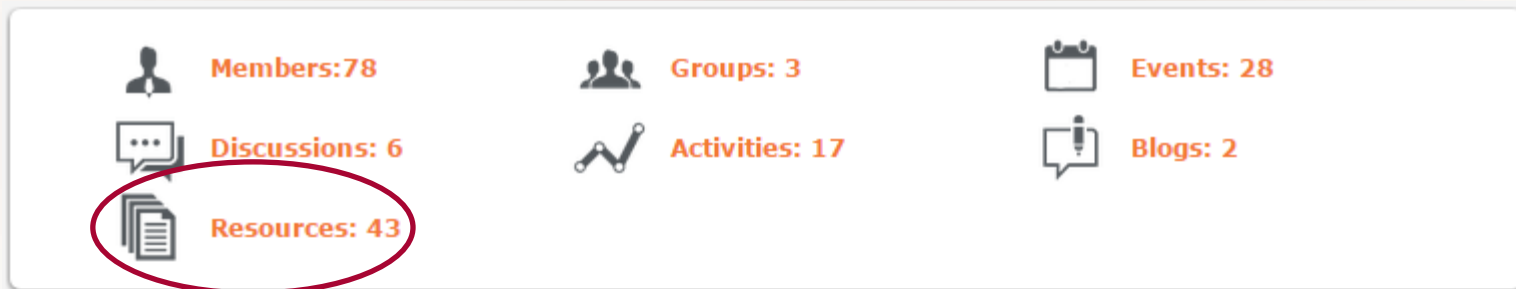 Members:78
Groups: 3
Events: 28
Discussions: 6
Activities: 17
Blogs: 2
Resources: 43